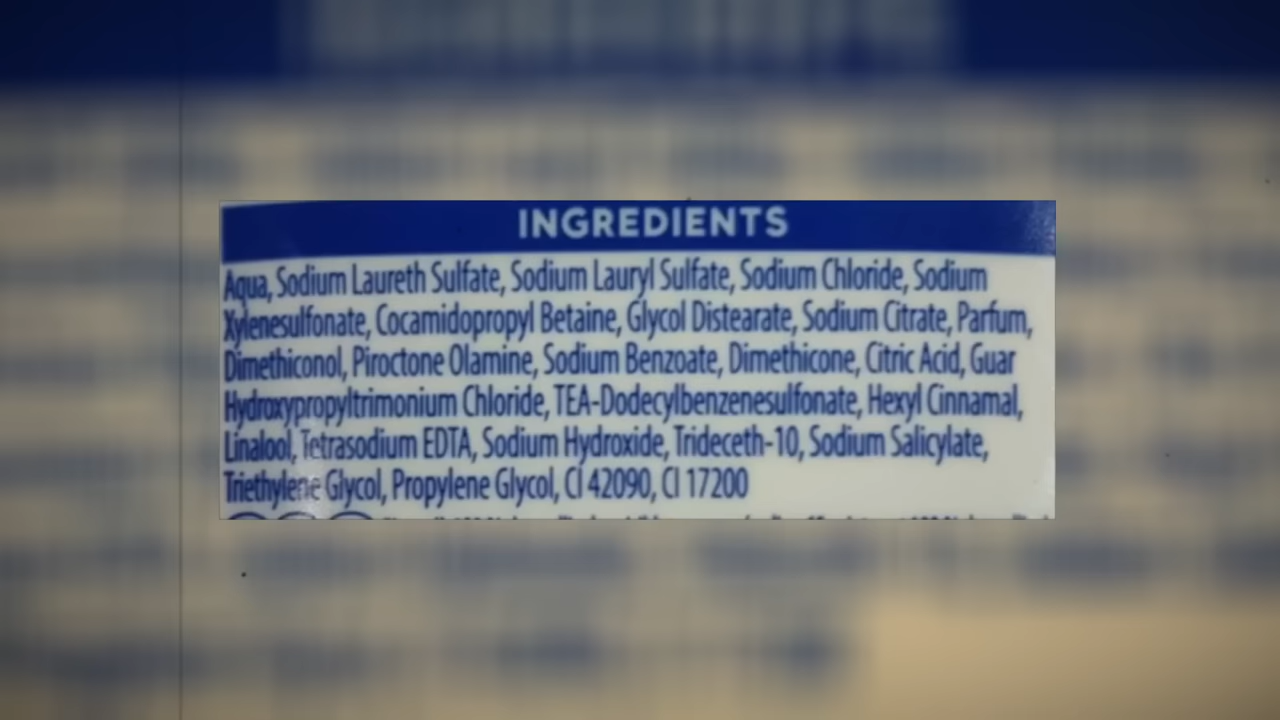 INGREDIENTS
Aqua, Sodium Laureth Sulfate, Sodium Lauryl Sulfate, Sodium Chloride, Sodium
Xylenesulfonate, Cocamidopropyl Betaine, Glycol Distearate, Sodium Citrate, Parfum,
Dimethiconol, Piroctone Olamine, Sodium Benzoate, Dimethicone, Citric Acid, Guar
Hydroxypropyltrimonium Chloride, TEA-Dodecylbenzenesulfonate, Hexyl Cinnamal,
Linalool, Tetrasodium EDTA, Sodium Hydroxide, Trideceth-10, Sodium Salicylate,
Triethylene Glycol, Propylene Glycol, CI 42090, CI 17200